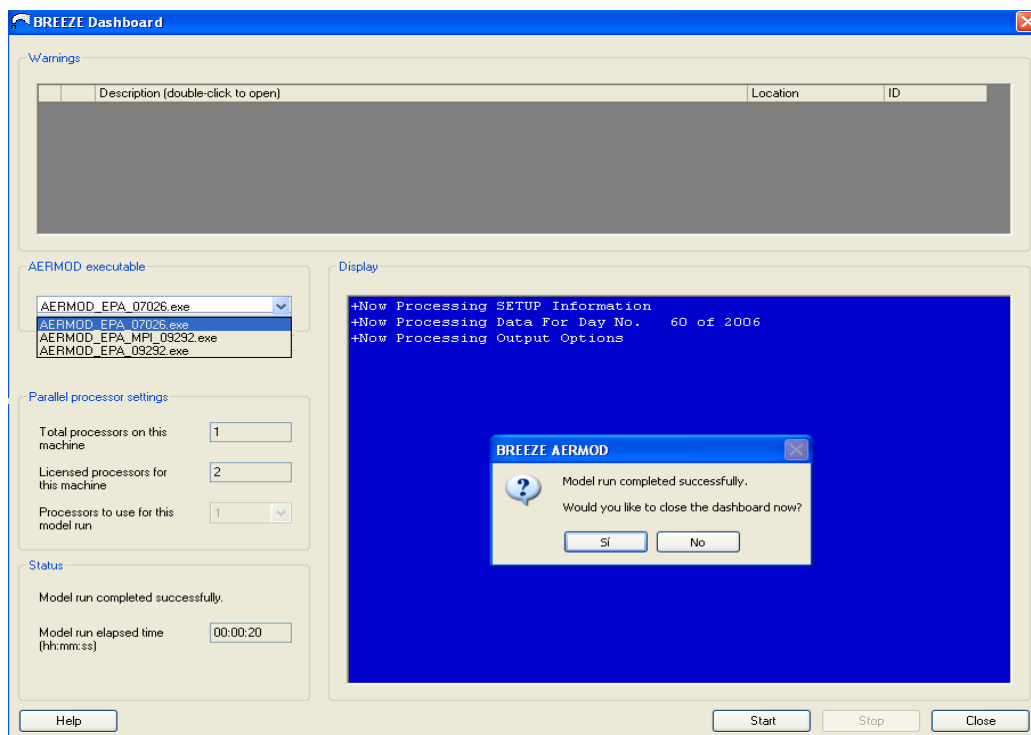 BREEZE Dashboard
Warnings
Description (double-click to open) Location ID
AERMOD executable
AERMOD_EPA_07026.exe
AERMOD_EPA_07026.exe
AERMOD_EPA_MPI_09292.exe
AERMOD_EPA_09292.exe
Parallel processor settings
Total processors on this
machine
1
Licensed processors for
this machine
2
Processors to use for this
model run
1
Status
Model run completed successfully.
Model run elapsed time
(hh:mm:ss)
00:00:20
Display
+Now Processing SETUP Information
+Now Processing Data For Day No.   60 of 2006
+Now Processing Output Options
BREEZE AERMOD
Model run completed successfully.
Would you like to close the dashboard now?
Sí No
Help Start Stop Close